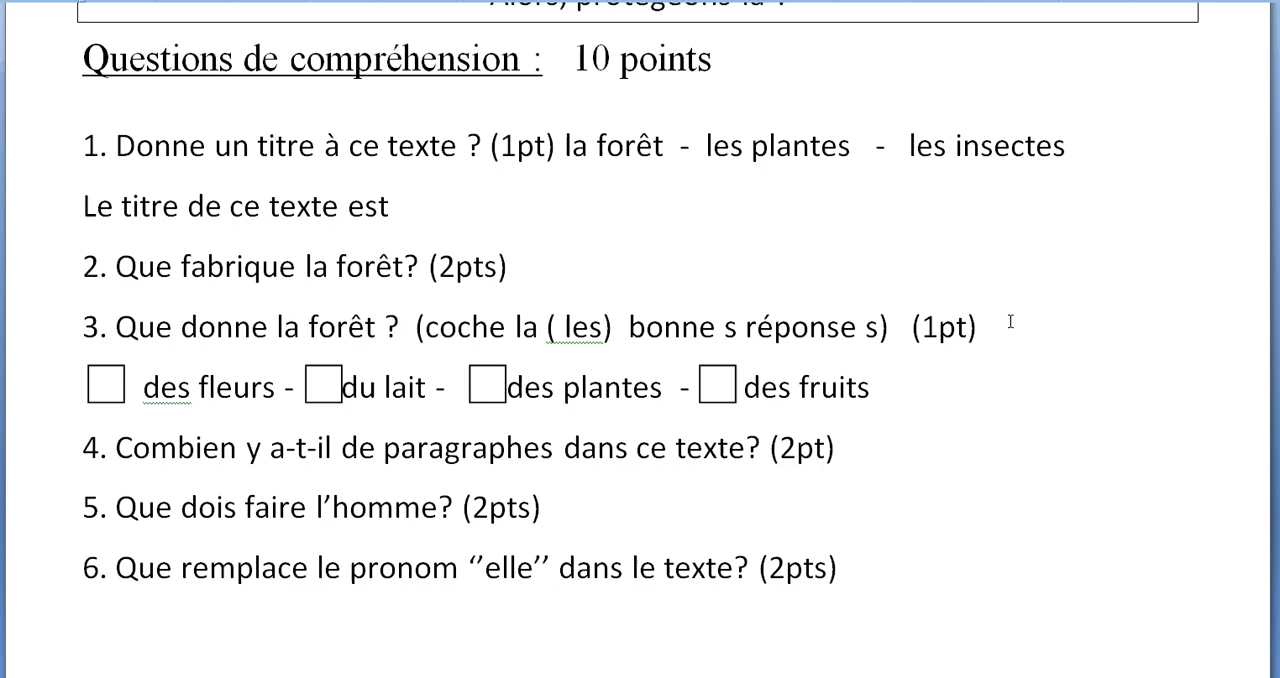 Alors, protégeons-la !
Questions de compréhension : 10 points
1. Donne un titre à ce texte ? (1pt) la forêt - les plantes - les insectes
Le titre de ce texte est
2. Que fabrique la forêt? (2pts)
3. Que donne la forêt ? (coche la ( les) bonne s réponse s) (1pt)
des fleurs - du lait - des plantes - des fruits
4. Combien y a-t-il de paragraphes dans ce texte? (2pt)
5. Que dois faire l’homme? (2pts)
6. Que remplace le pronom ‘’elle’’ dans le texte? (2pts)